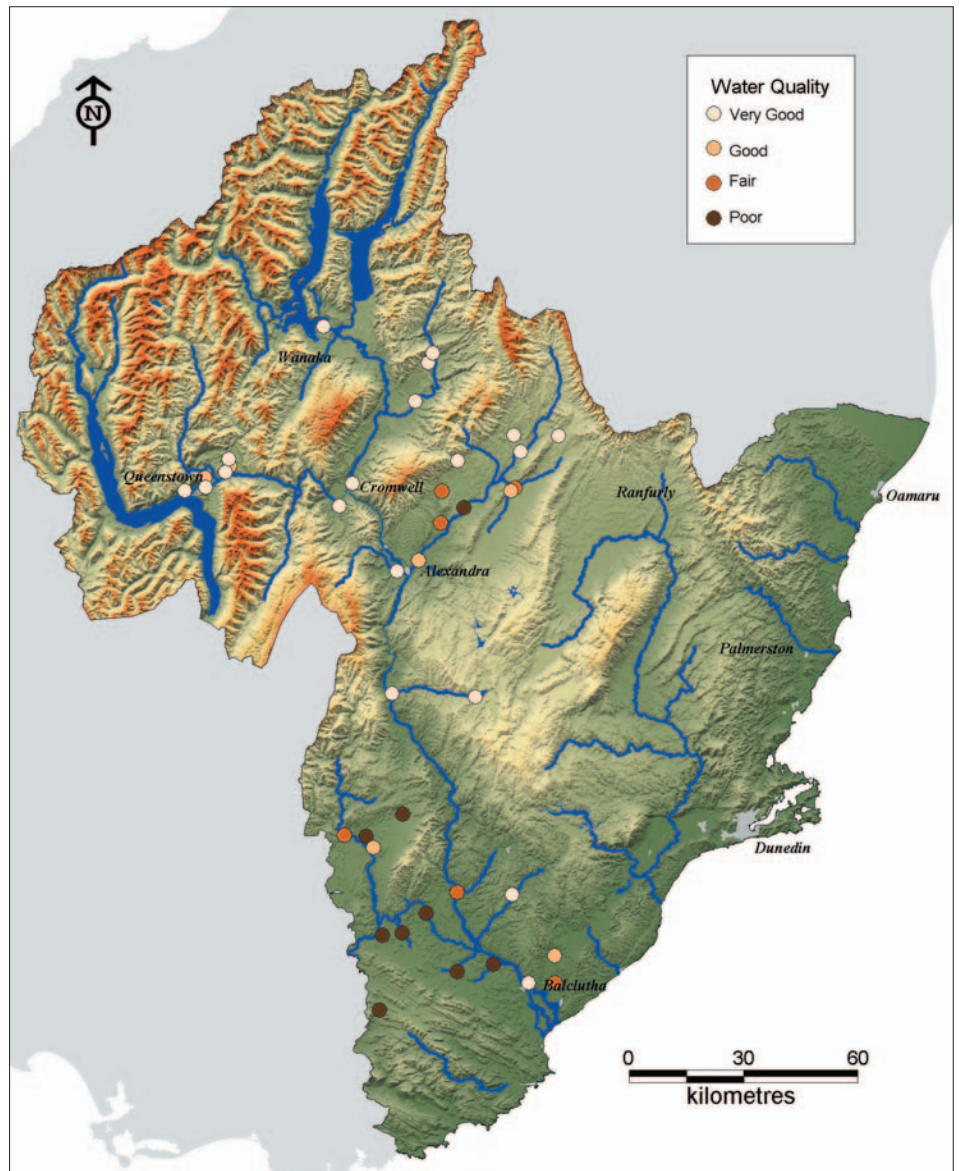 N
Water Quality
Very Good
Good
Fair
Poor
Wanaka
Queenstown
Cromwell
Ranfurly
Oamaru
Alexandra
Palmerston
Dunedin
Balclutha
0 30 60
kilometres